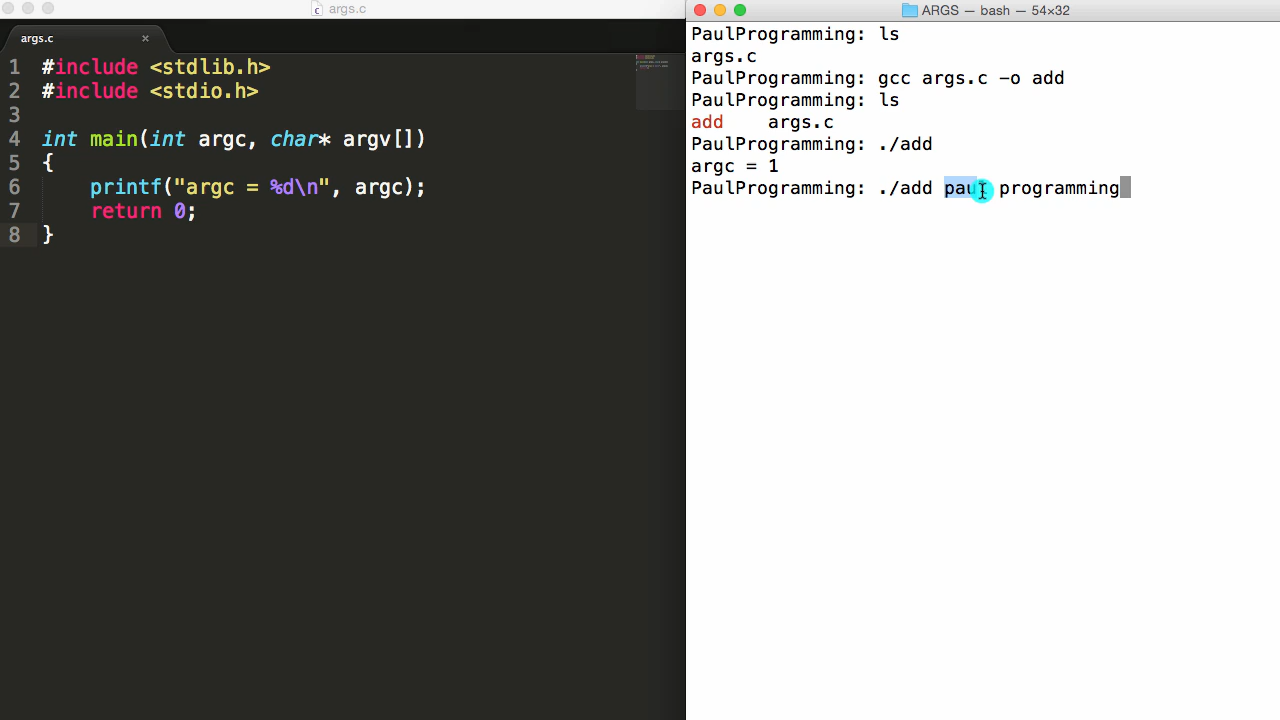 args.c
args.c ×
1 #include <stdlib.h>
2 #include <stdio.h>
3
4 int main(int argc, char* argv[])
5 {
6 printf("argc = %d\n", argc);
7 return 0;
8 }
ARGS — bash — 54×32
PaulProgramming: ls
args.c
PaulProgramming: gcc args.c -o add
PaulProgramming: ls
add args.c
PaulProgramming: ./add
argc = 1
PaulProgramming: ./add paul programming